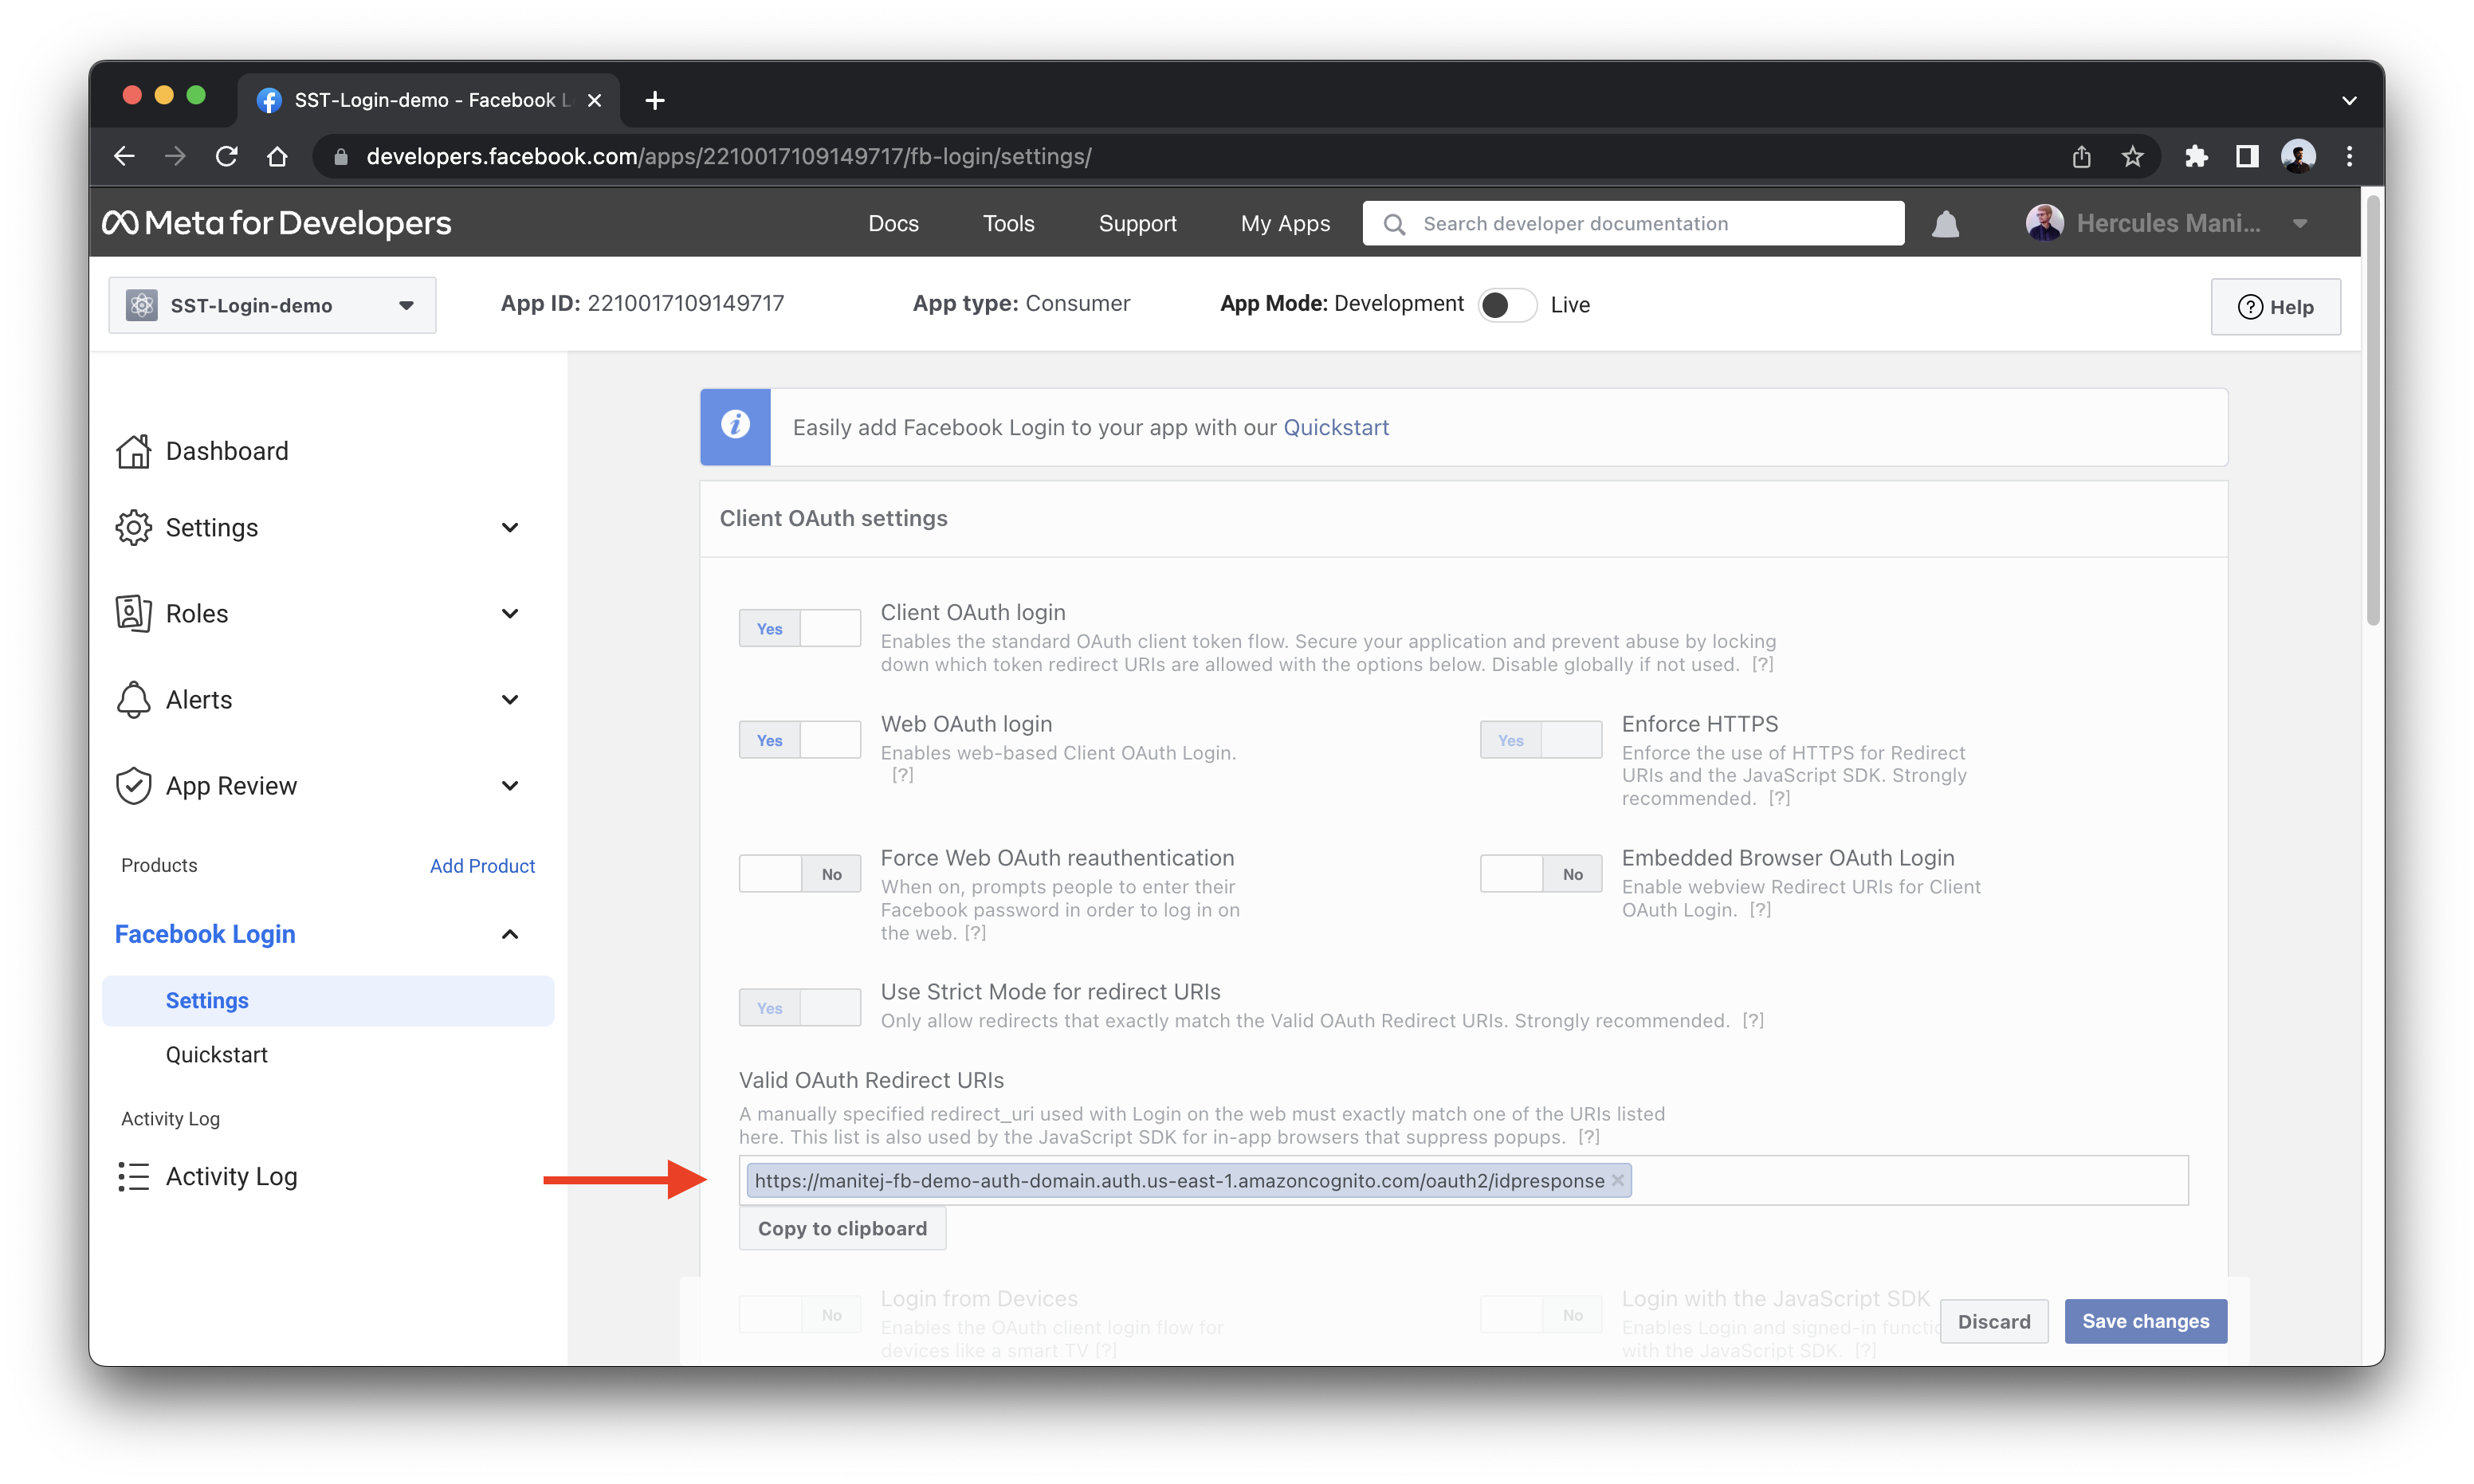 SST-Login-demo - Facebook L
developers.facebook.com/apps/2210017109149717/fb-login/settings/
Meta for Developers
Docs
Tools
Support
My Apps
Search developer documentation
Hercules Mani...
SST-Login-demo
App ID: 2210017109149717
App type: Consumer
App Mode: Development
Live
Help
Dashboard
Settings
Roles
Alerts
App Review
Products
Add Product
Facebook Login
Settings
Quickstart
Activity Log
Activity Log
Easily add Facebook Login to your app with our Quickstart
Client OAuth settings
Yes
Client OAuth login
Enables the standard OAuth client token flow. Secure your application and prevent abuse by locking
down which token redirect URIs are allowed with the options below. Disable globally if not used. [?]
Yes
Web OAuth login
Enables web-based Client OAuth Login.
[?]
Yes
Enforce HTTPS
Enforce the use of HTTPS for Redirect
URIs and the JavaScript SDK. Strongly
recommended. [?]
No
Force Web OAuth reauthentication
When on, prompts people to enter their
Facebook password in order to log in on
the web. [?]
No
Embedded Browser OAuth Login
Enable webview Redirect URIs for Client
OAuth Login. [?]
Yes
Use Strict Mode for redirect URIs
Only allow redirects that exactly match the Valid OAuth Redirect URIs. Strongly recommended. [?]
Valid OAuth Redirect URIs
A manually specified redirect_uri used with Login on the web must exactly match one of the URIs listed
here. This list is also used by the JavaScript SDK for in-app browsers that suppress popups. [?]
https://manitej-fb-demo-auth-domain.auth.us-east-1.amazoncognito.com/oauth2/idpresponse
Copy to clipboard
No
Login from Devices
Enables the OAuth client login flow for
devices like a smart TV [?]
No
Login with the JavaScript SDK
Enables Login and signed-in functi
with the JavaScript SDK. [?]
Discard
Save changes